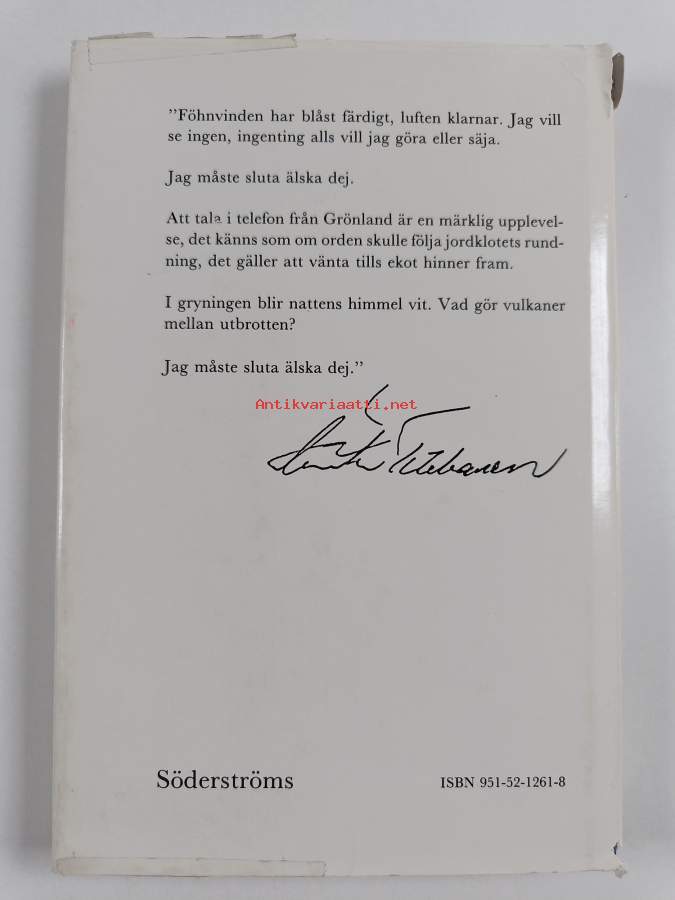 ”Föhnvinden har blåst färdigt, luften klarnar. Jag vill
se ingen, ingenting alls vill jag göra eller säja.
Jag måste sluta älska dej.
Att tala i telefon från Grönland är en märklig upplevel-
se, det känns som om orden skulle följa jordklotets rund-
ning, det gäller att vänta tills ekot hinner fram.
I gryningen blir nattens himmel vit. Vad gör vulkaner
mellan utbrotten?
Jag måste sluta älska dej.”
Antikvariaatti.net
Söderströms
ISBN 951-52-1261-8